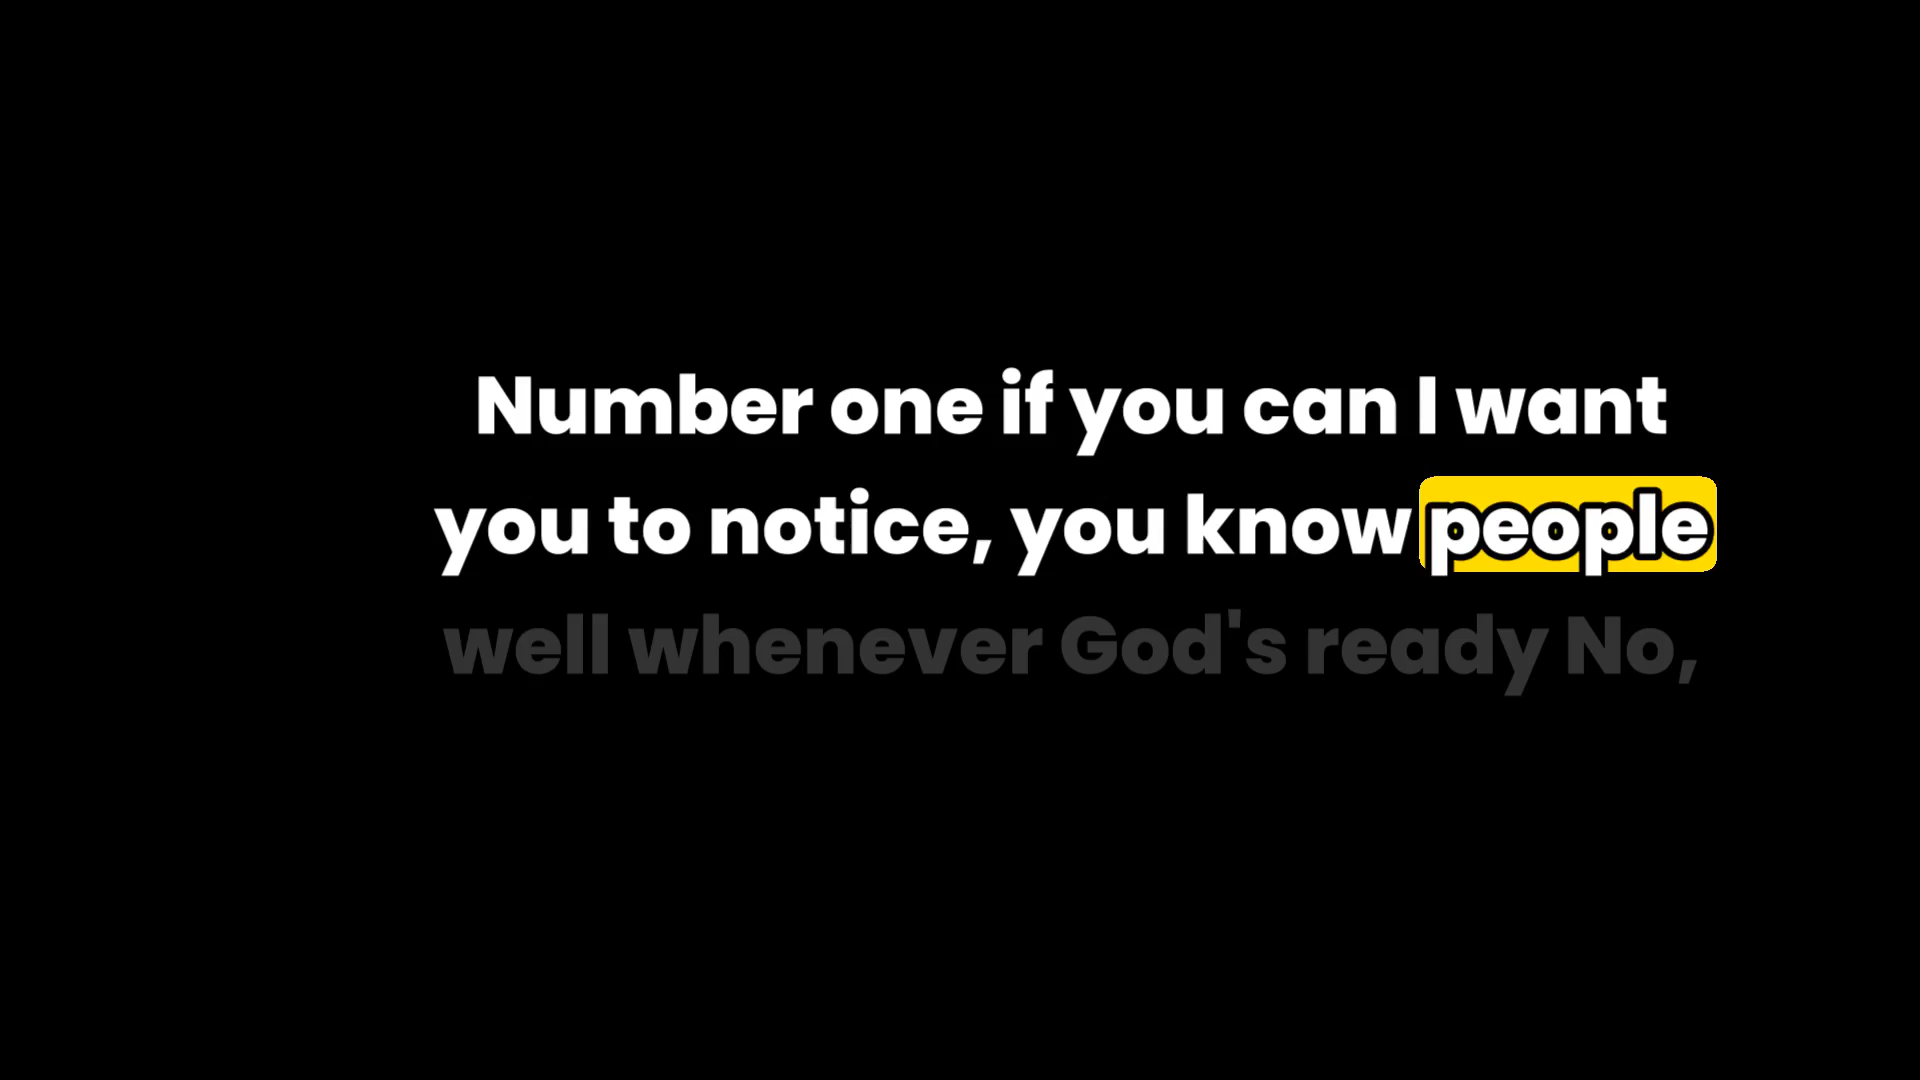 Number one if you can I want
you to notice, you know people
well whenever God's ready No,